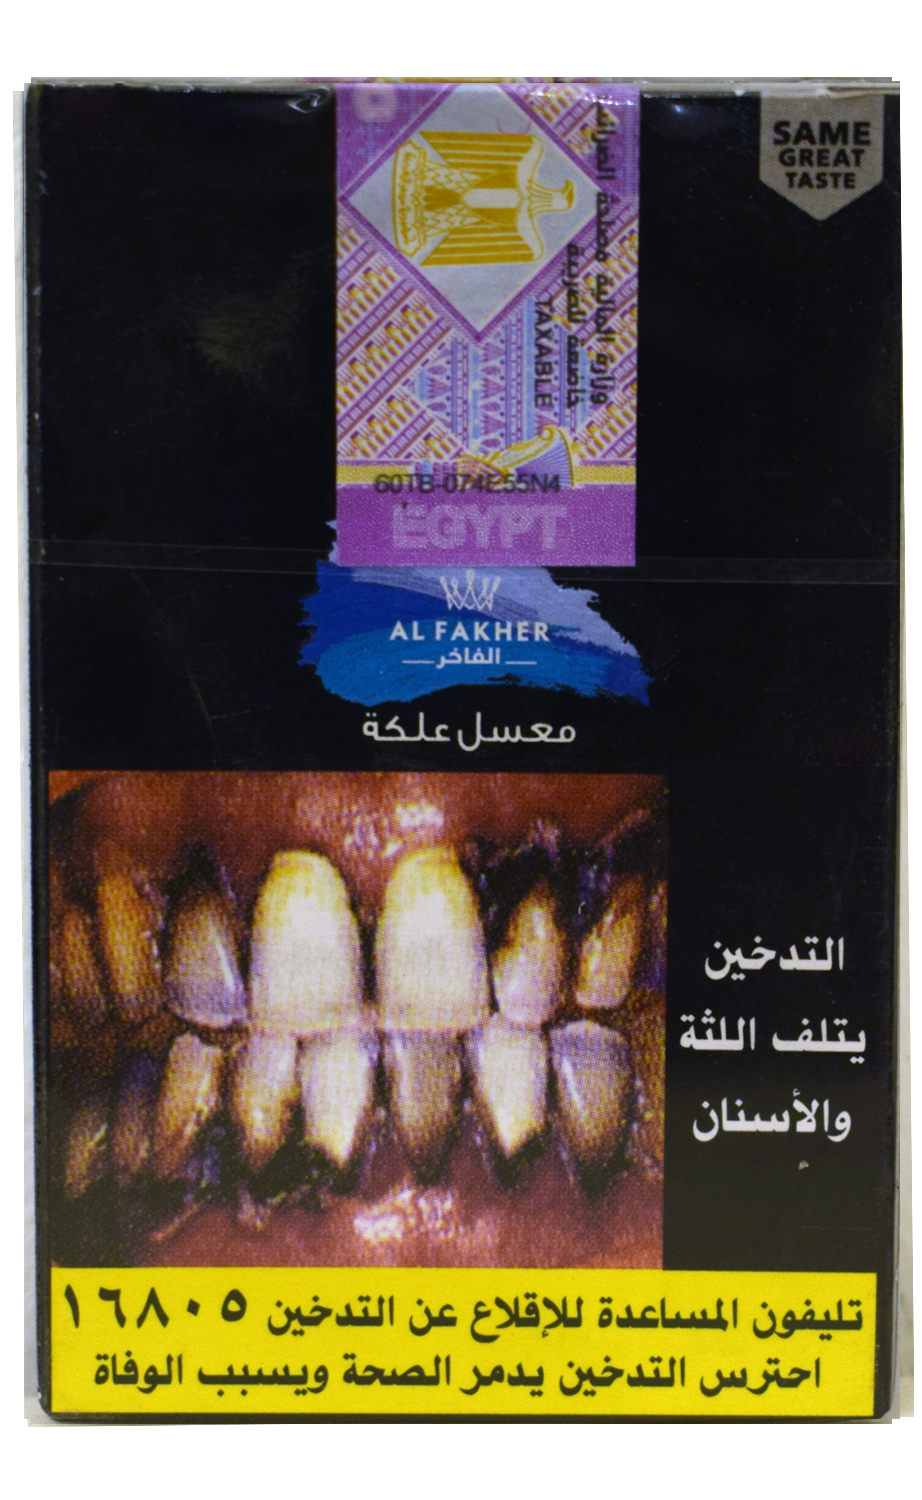 SAME
GREAT
TASTE
وزارة المالية مصلحة الضرائب
خاضعة للضريبة
TAXABLE
60TB-074E55N4
EGYPT
AL FAKHER
الفاخر
معسل علكة
التدخين
يتلف اللثة
والأسنان
تليفون المساعدة للإقلاع عن التدخين ١٦٨٠٥
احترس التدخين يدمر الصحة ويسبب الوفاة